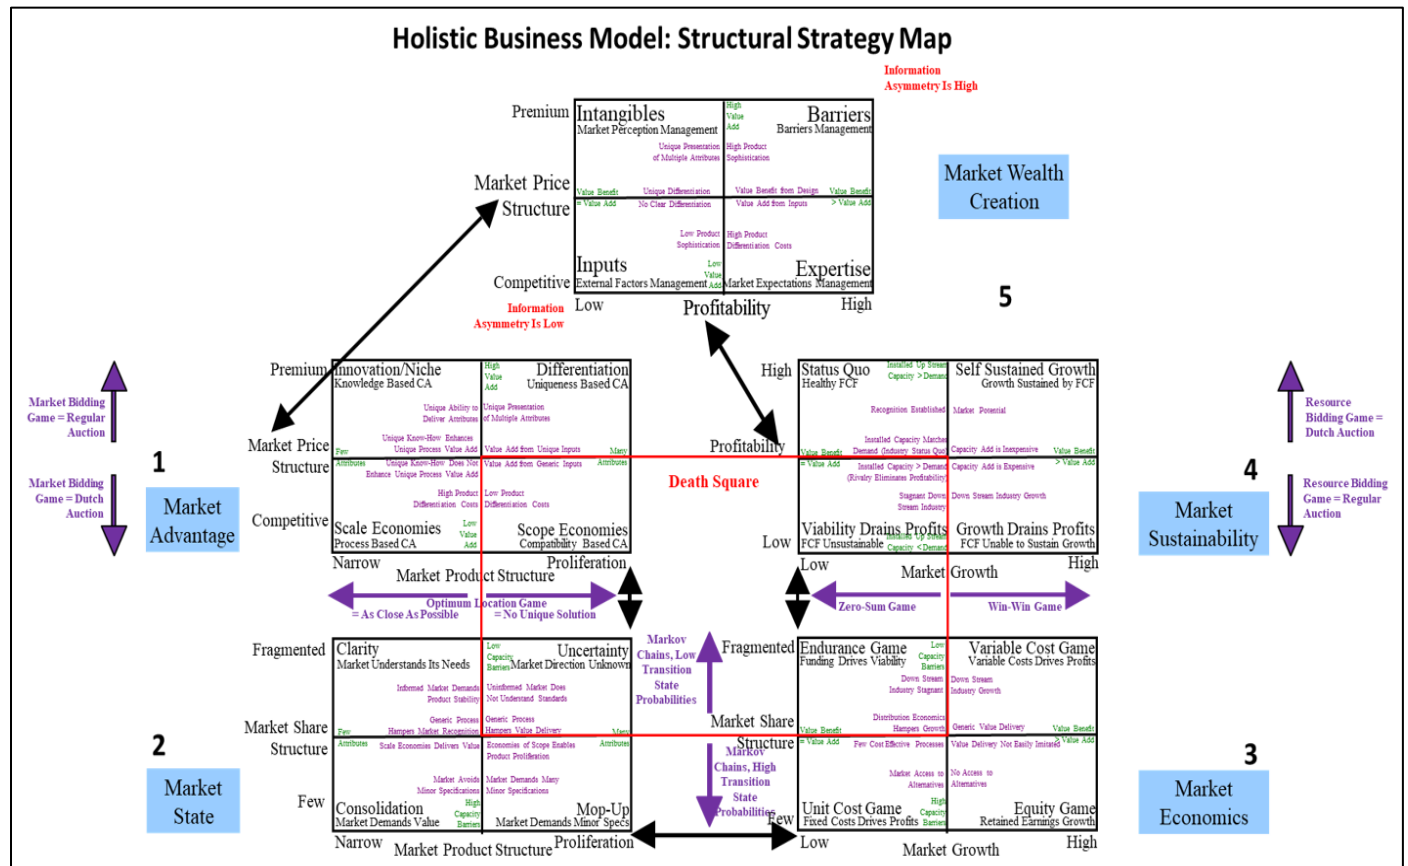 Holistic Business Model: Structural Strategy Map
Information
Asymmetry Is High
Premium
Intangibles
Market Perception Management
High
Value
Add
Barriers
Barriers Management
Unique Presentation
of Multiple Attributes
High Product
Sophistication
Market Price
Structure
Value Benefit
= Value Add
Unique Differentiation
No Clear Differentiation
Value Benefit from Design
Value Add from Inputs
Value Benefit
> Value Add
Low Product
Sophistication
High Product
Differentiation Costs
Inputs
External Factors Management
Low
Value
Add
Expertise
Market Expectations Management
Competitive
Low
Profitability
High
Information
Asymmetry Is Low
Market Wealth
Creation
5
Market Bidding
Game = Regular
Auction
Market Bidding
Game = Dutch
Auction
1
Market
Advantage
Premium
Innovation/Niche
Knowledge Based CA
High
Value
Add
Differentiation
Uniqueness Based CA
Unique Ability to
Deliver Attributes
Unique Presentation
of Multiple Attributes
Market Price
Structure
Few
Attributes
Unique Know-How Enhances
Unique Process Value Add
Unique Know-How Does Not
Enhance Unique Process Value Add
Value Add from Unique Inputs
Value Add from Generic Inputs
Many
Attributes
High Product
Differentiation Costs
Low Product
Differentiation Costs
Competitive
Scale Economies
Process Based CA
Low
Value
Add
Scope Economies
Compatibility Based CA
Narrow
Proliferation
Market Product Structure
Optimum Location Game
= As Close As Possible
= No Unique Solution
Death Square
High
Status Quo
Healthy FCF
Installed Up Stream
Capacity > Demand
Self Sustained Growth
Growth Sustained by FCF
Recognition Established
Market Potential
Profitability
Value Benefit
= Value Add
Installed Capacity Matches
Demand (Industry Status Quo)
Installed Capacity > Demand
(Rivalry Eliminates Profitability)
Capacity Add is Inexpensive
Capacity Add is Expensive
Value Benefit
> Value Add
Stagnant Down
Stream Industry
Down Stream Industry Growth
Low
Viability Drains Profits
FCF Unsustainable
Installed Up Stream
Capacity < Demand
Growth Drains Profits
FCF Unable to Sustain Growth
Low
Market Growth
High
Zero-Sum Game
Win-Win Game
Resource
Bidding Game =
Dutch Auction
Resource Bidding
Game = Regular
Auction
4
Market
Sustainability
2
Market
State
Fragmented
Clarity
Market Understands Its Needs
Low
Capacity
Barriers
Uncertainty
Market Direction Unknown
Informed Market Demands
Product Stability
Uninformed Market Does
Not Understand Standards
Market Share
Structure
Few
Attributes
Generic Process
Hampers Market Recognition
Scale Economies Delivers Value
Generic Process
Hampers Value Delivery
Economies of Scope Enables
Product Proliferation
Many
Attributes
Market Avoids
Minor Specifications
Market Demands Many
Minor Specifications
Few
Consolidation
Market Demands Value
High
Capacity
Barriers
Mop-Up
Market Demands Minor Specs
Narrow
Proliferation
Market Product Structure
Markov
Chains, Low
Transition
State
Probabilities
Markov
Chains, High
Transition
State
Probabilities
Fragmented
Endurance Game
Funding Drives Viability
Low
Capacity
Barriers
Variable Cost Game
Variable Costs Drives Profits
Down Stream
Industry Stagnant
Down Stream
Industry Growth
Market Share
Structure
Value Benefit
= Value Add
Distribution Economics
Hampers Growth
Few Cost Effective Processes
Generic Value Delivery
Value Delivery Not Easily Imitated
Value Benefit
> Value Add
Market Access to
Alternatives
No Access to
Alternatives
Few
Unit Cost Game
Fixed Costs Drives Profits
High
Capacity
Barriers
Equity Game
Retained Earnings Growth
Low
Market Growth
High
3
Market
Economics